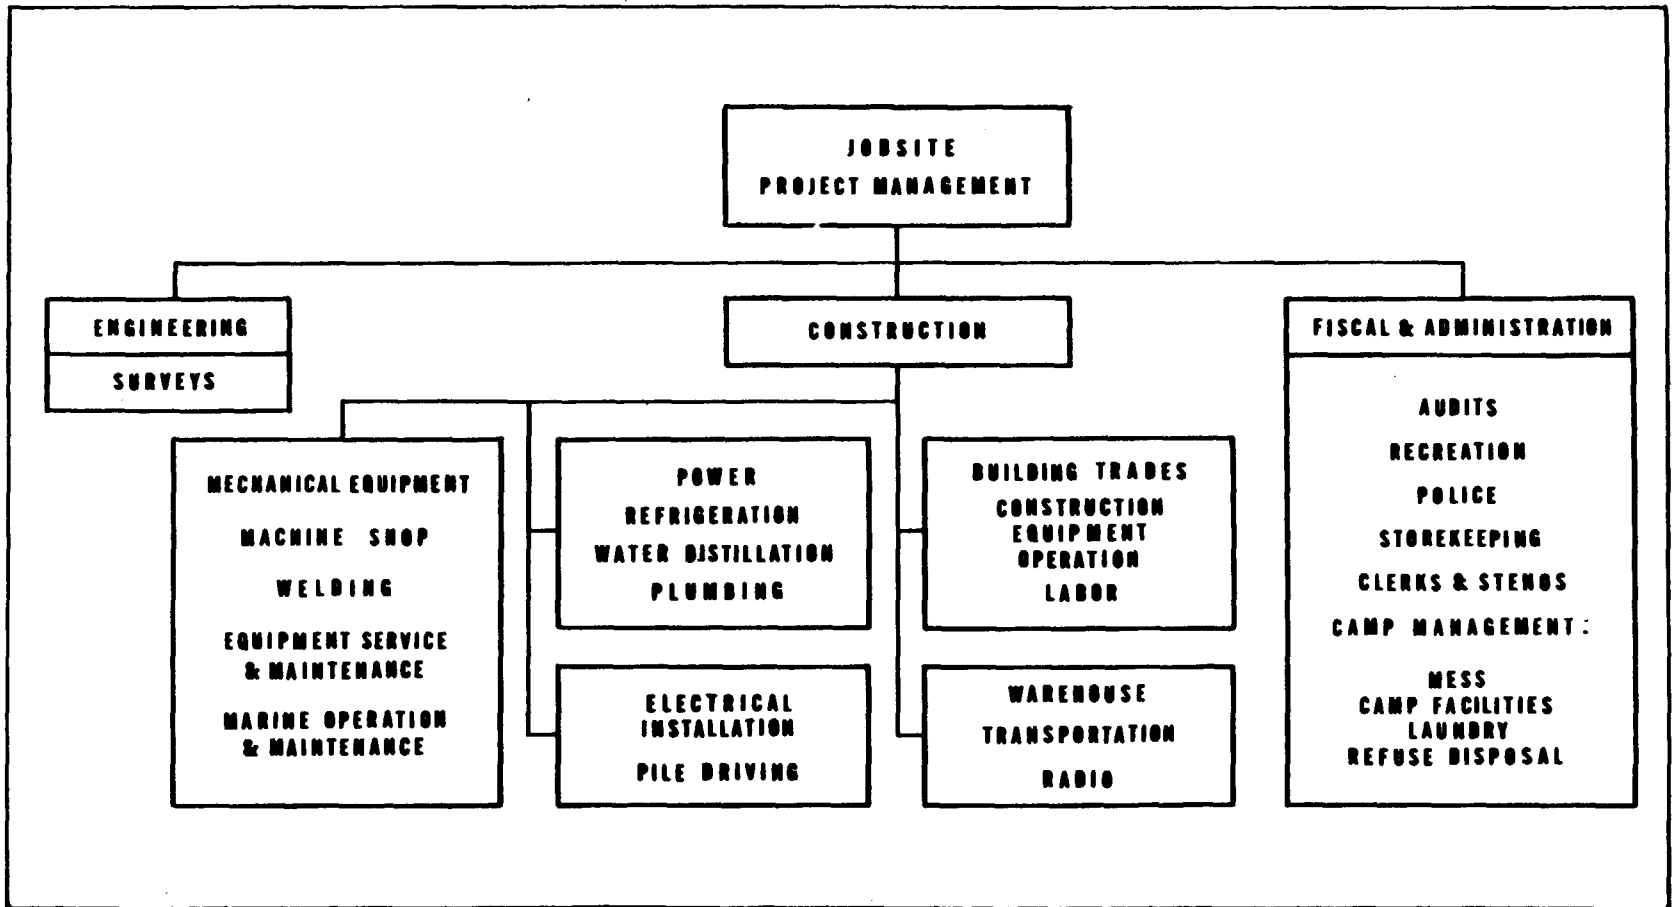 JOBSITE
PROJECT MANAGEMENT
ENGINEERING
SURVEYS
CONSTRUCTION
FISCAL & ADMINISTRATION
AUDITS
RECREATION
POLICE
STOREKEEPING
CLERKS & STENOS
CAMP MANAGEMENT:
MESS
CAMP FACILITIES
LAUNDRY
REFUSE DISPOSAL
MECHANICAL EQUIPMENT
MACHINE SHOP
WELDING
EQUIPMENT SERVICE
& MAINTENANCE
MARINE OPERATION
& MAINTENANCE
POWER
REFRIGERATION
WATER DISTILLATION
PLUMBING
ELECTRICAL
INSTALLATION
PILE DRIVING
BUILDING TRADES
CONSTRUCTION
EQUIPMENT
OPERATION
LABOR
WAREHOUSE
TRANSPORTATION
RADIO